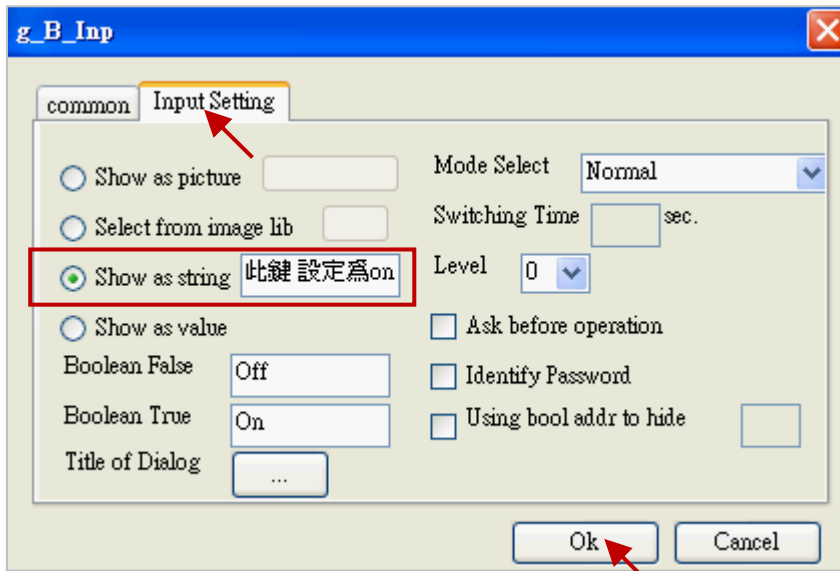 g_B_Inp
common
Input Setting
Show as picture
Select from image lib
Show as string 此鍵 設定爲on
Show as value
Boolean False Off
Boolean True On
Title of Dialog ...
Mode Select Normal
Switching Time sec.
Level 0
Ask before operation
Identify Password
Using bool addr to hide
Ok
Cancel